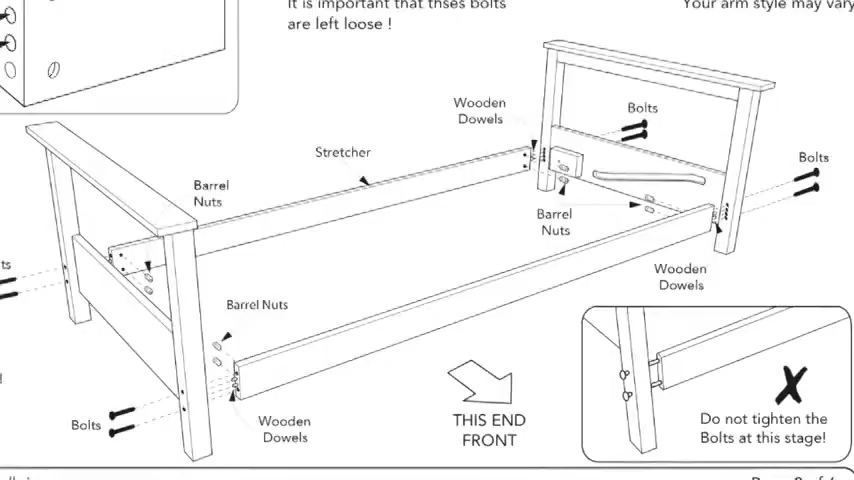 It is important that thses bolts
are left loose !
Your arm style may vary
Wooden
Dowels
Bolts
Stretcher
Bolts
Barrel
Nuts
Barrel
Nuts
Wooden
Dowels
Barrel Nuts
Bolts
Wooden
Dowels
THIS END
FRONT
Do not tighten the
Bolts at this stage!